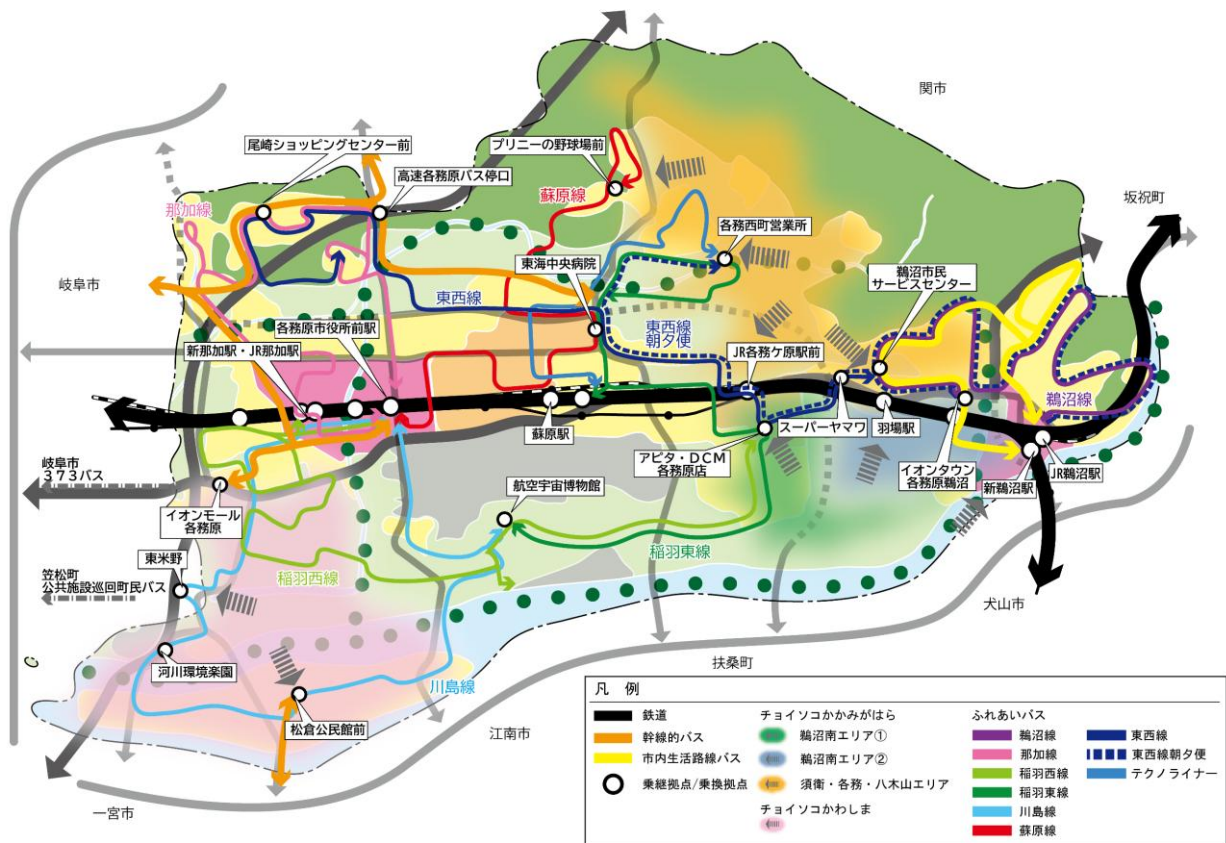 関市
尾崎ショッピングセンター前
プリニーの野球場前
高速各務原バス停口
蘇原線
坂祝町
那加線
各務西町営業所
東海中央病院
鵜沼市民
サービスセンター
岐阜市
東西線
各務原市役所前駅
東西線
朝夕便
新那加駅・JR那加駅
JR各務ケ原駅前
鵜沼線
蘇原駅
スーパーヤマワ
羽場駅
アピタ・DCM
各務原店
イオンタウン
各務原鵜沼
新鵜沼駅
JR鵜沼駅
岐阜市
373バス
航空宇宙博物館
イオンモール
各務原
稲羽東線
東米野
稲羽西線
笠松町
公共施設巡回町民バス
犬山市
河川環境楽園
扶桑町
川島線
松倉公民館前
江南市
一宮市
凡 例
鉄道
幹線的バス
市内生活路線バス
乗継拠点/乗換拠点
チョイソコかかみがはら
鵜沼南エリア①
鵜沼南エリア②
須衛・各務・八木山エリア
チョイソコかわしま
ふれあいバス
鵜沼線
那加線
稲羽西線
稲羽東線
川島線
蘇原線
東西線
東西線朝夕便
テクノライナー